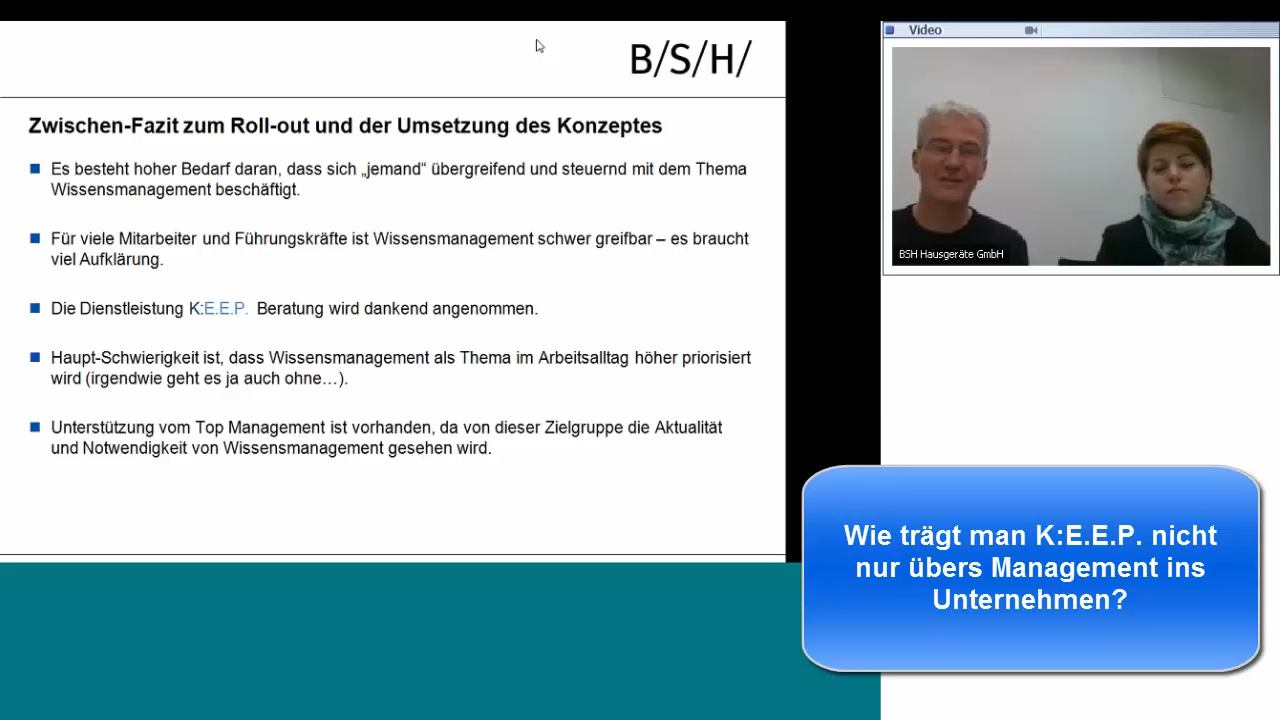 B/S/H/
Zwischen-Fazit zum Roll-out und der Umsetzung des Konzeptes
Es besteht hoher Bedarf daran, dass sich „jemand“ übergreifend und steuernd mit dem Thema
Wissensmanagement beschäftigt.
Für viele Mitarbeiter und Führungskräfte ist Wissensmanagement schwer greifbar – es braucht
viel Aufklärung.
Die Dienstleistung K:E.E.P. Beratung wird dankend angenommen.
Haupt-Schwierigkeit ist, dass Wissensmanagement als Thema im Arbeitsalltag höher priorisiert
wird (irgendwie geht es ja auch ohne…).
Unterstützung vom Top Management ist vorhanden, da von dieser Zielgruppe die Aktualität
und Notwendigkeit von Wissensmanagement gesehen wird.
Video
BSH Hausgeräte GmbH
Wie trägt man K:E.E.P. nicht
nur übers Management ins
Unternehmen?